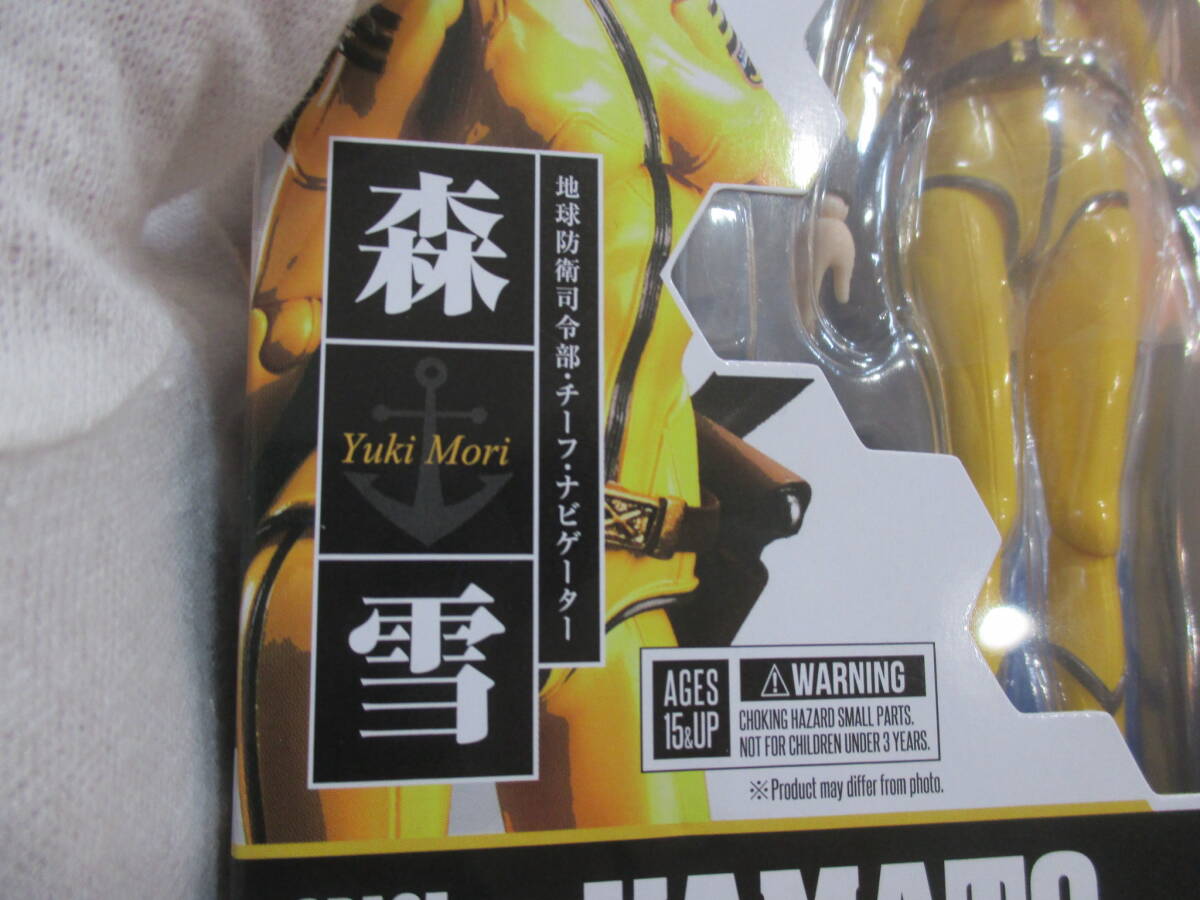 森
Yuki Mori
雪
地球防衛司令部・チーフ・ナビゲーター
AGES
15&UP
⚠WARNING
CHOKING HAZARD SMALL PARTS.
NOT FOR CHILDREN UNDER 3 YEARS.
※Product may differ from photo.
YAMATO